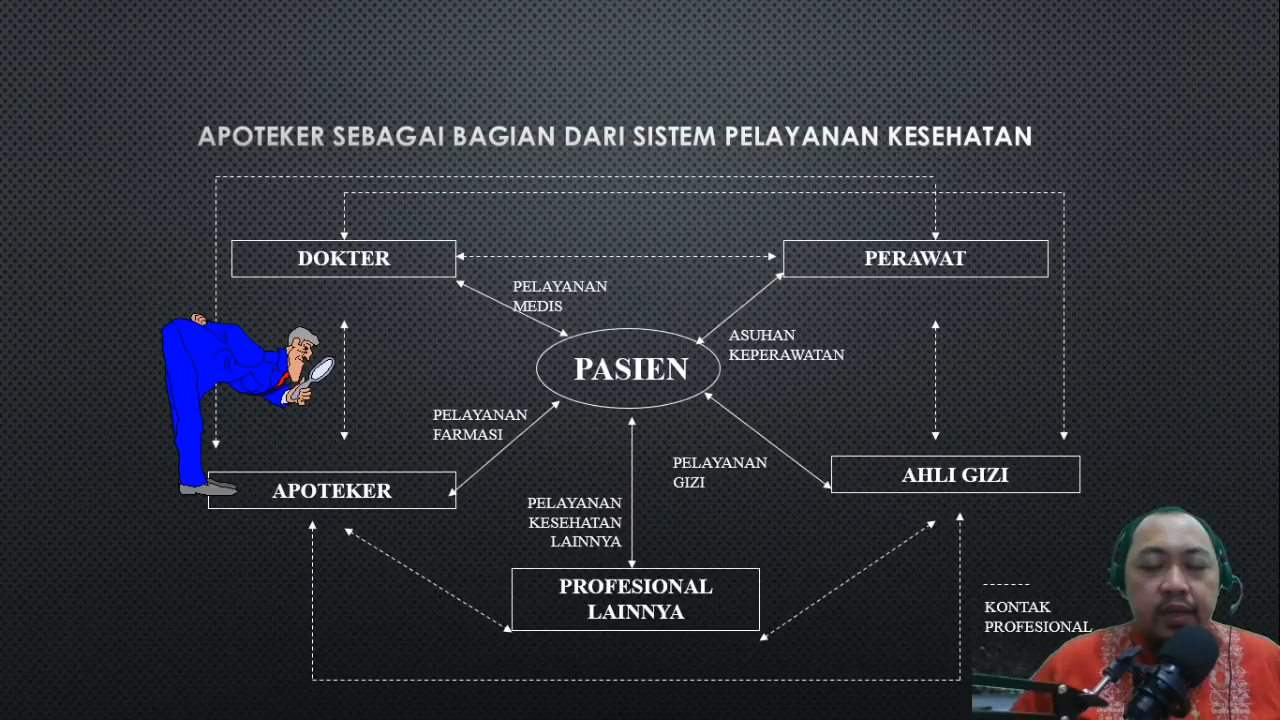 APOTEKER SEBAGAI BAGIAN DARI SISTEM PELAYANAN KESEHATAN
DOKTER
PERAWAT
PELAYANAN
MEDIS
ASUHAN
KEPERAWATAN
PASIEN
PELAYANAN
FARMASI
PELAYANAN
GIZI
APOTEKER
AHLI GIZI
PELAYANAN
KESEHATAN
LAINNYA
PROFESIONAL
LAINNYA
KONTAK
PROFESIONAL